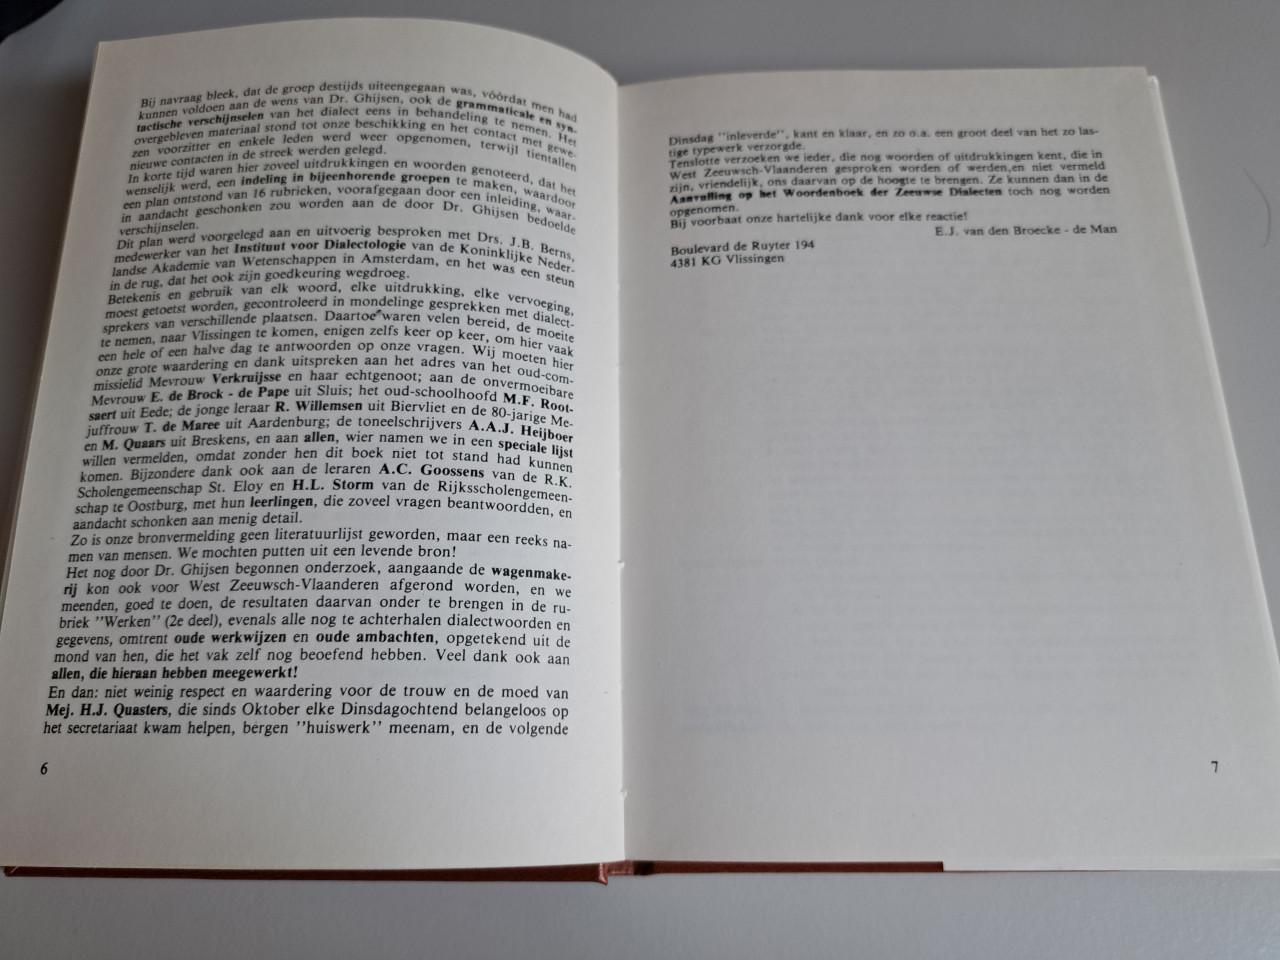 Bij navraag bleek, dat de groep destijds uiteengegaan was, vóórdat men had
kunnen voldoen aan de wens van Dr. Ghijsen, ook de grammaticale en syn-
tactische verschijnselen van het dialect eens in behandeling te nemen. Het
overgebleven materiaal stond tot onze beschikking en het contact met gewe-
zen voorzitter en enkele leden werd weer opgenomen, terwijl tientallen
nieuwe contacten in de streek werden gelegd.
In korte tijd waren hier zoveel uitdrukkingen en woorden genoteerd, dat het
wenselijk werd, een indeling in bijeenhorende groepen te maken, waardoor
een plan ontstond van 16 rubrieken, voorafgegaan door een inleiding, waar-
in aandacht geschonken zou worden aan de door Dr. Ghijsen bedoelde
verschijnselen.
Dit plan werd voorgelegd aan en uitvoerig besproken met Drs. J.B. Berns,
medewerker van het Instituut voor Dialectologie van de Koninklijke Neder-
landse Akademie van Wetenschappen in Amsterdam, en het was een steun
in de rug, dat het ook zijn goedkeuring wegdroeg.
Betekenis en gebruik van elk woord, elke uitdrukking, elke vervoeging,
moest getoetst worden, gecontroleerd in mondelinge gesprekken met dialect-
sprekers van verschillende plaatsen. Daartoe waren velen bereid, de moeite
te nemen, naar Vlissingen te komen, enigen zelfs keer op keer, om hier vaak
een hele of een halve dag te antwoorden op onze vragen. Wij moeten hier
onze grote waardering en dank uitspreken aan het adres van het oud-com-
missielid Mevrouw Verkruijsse en haar echtgenoot; aan de onvermoeibare
Mevrouw E. de Brock - de Pape uit Sluis; het oud-schoolhoofd M.F. Root-
saert uit Eede; de jonge leraar R. Willemsen uit Biervliet en de 80-jarige Me-
juffrouw T. de Maree uit Aardenburg; de toneelschrijvers A.A.J. Heijboer
en M. Quaars uit Breskens, en aan allen, wier namen we in een speciale lijst
willen vermelden, omdat zonder hen dit boek niet tot stand had kunnen
komen. Bijzondere dank ook aan de leraren A.C. Goossens van de R.K.
Scholengemeenschap St. Eloy en H.L. Storm van de Rijksscholengemeen-
schap te Oostburg, met hun leerlingen, die zoveel vragen beantwoordden, en
aandacht schonken aan menig detail.
Zo is onze bronvermelding geen literatuurlijst geworden, maar een reeks na-
men van mensen. We mochten putten uit een levende bron!
Het nog door Dr. Ghijsen begonnen onderzoek, aangaande de wagenmake-
rij kon ook voor West Zeeuwsch-Vlaanderen afgerond worden, en we
meenden, goed te doen, de resultaten daarvan onder te brengen in de ru-
briek "Werken" (2e deel), evenals alle nog te achterhalen dialectwoorden en
gegevens, omtrent oude werkwijzen en oude ambachten, opgetekend uit de
mond van hen, die het vak zelf nog beoefend hebben. Veel dank ook aan
allen, die hieraan hebben meegewerkt!
En dan: niet weinig respect en waardering voor de trouw en de moed van
Mej. H.J. Quasters, die sinds Oktober elke Dinsdagochtend belangeloos op
het secretariaat kwam helpen, bergen "huiswerk" meenam, en de volgende
6
Dinsdag "inleverde", kant en klaar, en zo o.a. een groot deel van het zo las-
tige typewerk verzorgde.
Tenslotte verzoeken we ieder, die nog woorden of uitdrukkingen kent, die in
West Zeeuwsch-Vlaanderen gesproken worden of werden,en niet vermeld
zijn, vriendelijk, ons daarvan op de hoogte te brengen. Ze kunnen dan in de
Aanvulling op het Woordenboek der Zeeuwse Dialecten toch nog worden
opgenomen.
Bij voorbaat onze hartelijke dank voor elke reactie!
E.J. van den Broecke - de Man
Boulevard de Ruyter 194
4381 KG Vlissingen
7